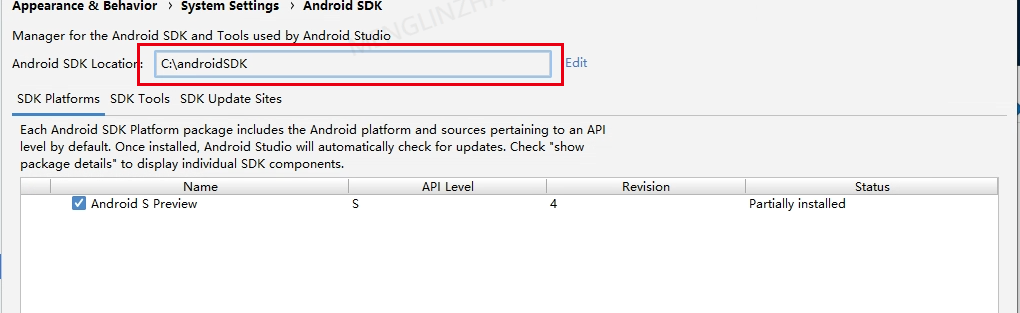 Appearance & Behavior › System Settings › Android SDK
Manager for the Android SDK and Tools used by Android Studio
Android SDK Location: C:\androidSDK Edit
SDK Platforms SDK Tools SDK Update Sites
Each Android SDK Platform package includes the Android platform and sources pertaining to an API
level by default. Once installed, Android Studio will automatically check for updates. Check "show
package details" to display individual SDK components.
Name API Level Revision Status
Android S Preview S 4 Partially installed